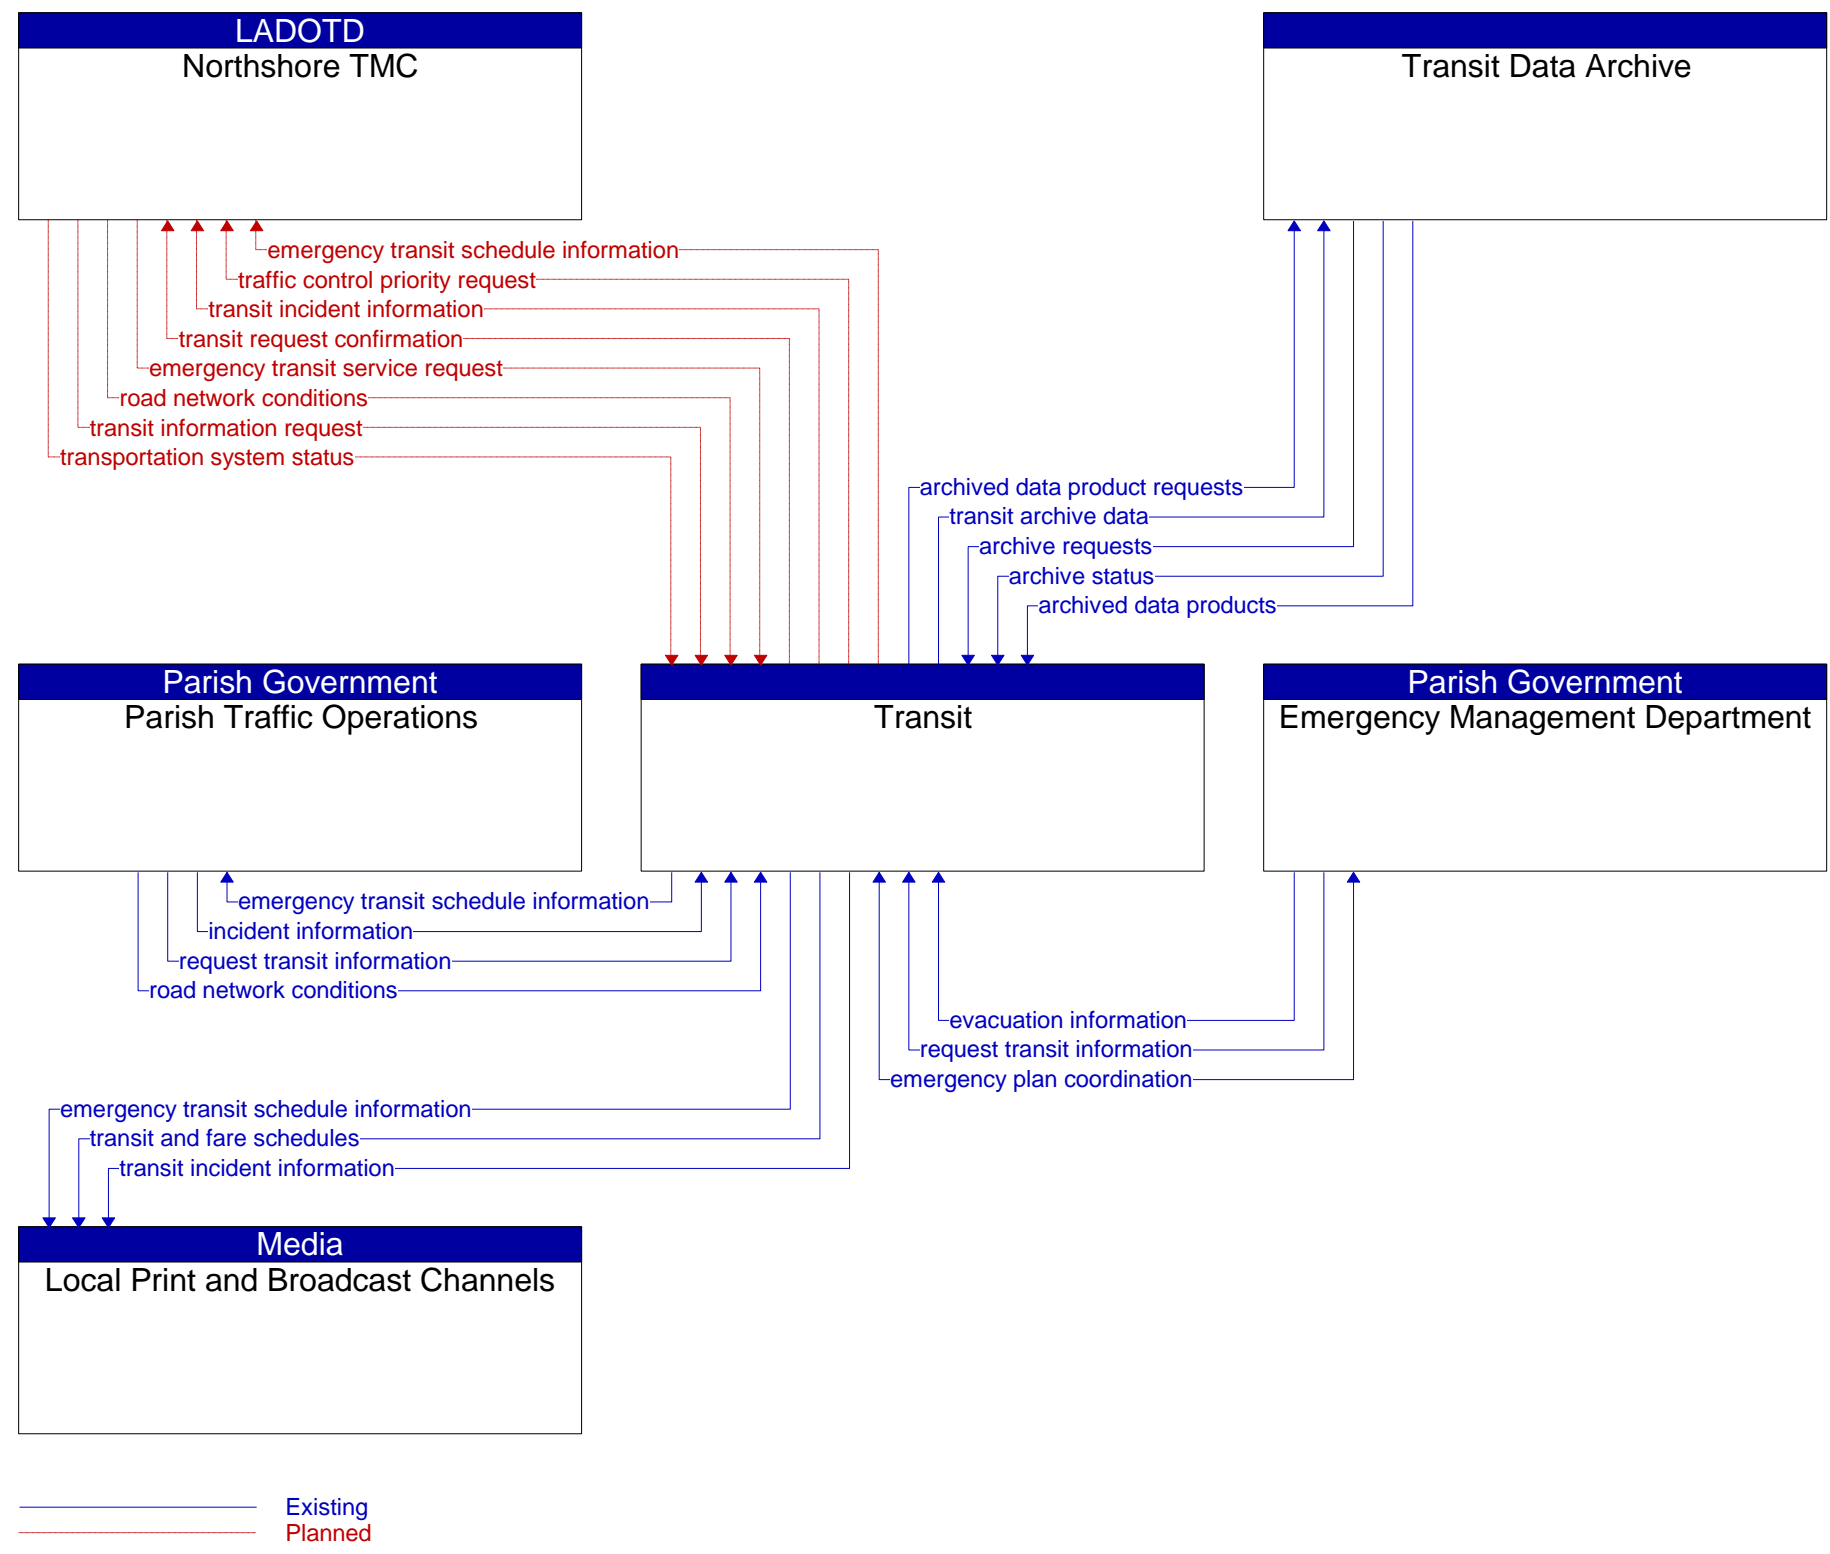 LADOTD
Northshore TMC
Transit Data Archive
emergency transit schedule information
traffic control priority request
transit incident information
transit request confirmation
emergency transit service request
road network conditions
transit information request
transportation system status
archived data product requests
transit archive data
archive requests
archive status
archived data products
Parish Government
Parish Traffic Operations
Transit
Parish Government
Emergency Management Department
emergency transit schedule information
incident information
request transit information
road network conditions
evacuation information
request transit information
emergency plan coordination
emergency transit schedule information
transit and fare schedules
transit incident information
Media
Local Print and Broadcast Channels
Existing
Planned